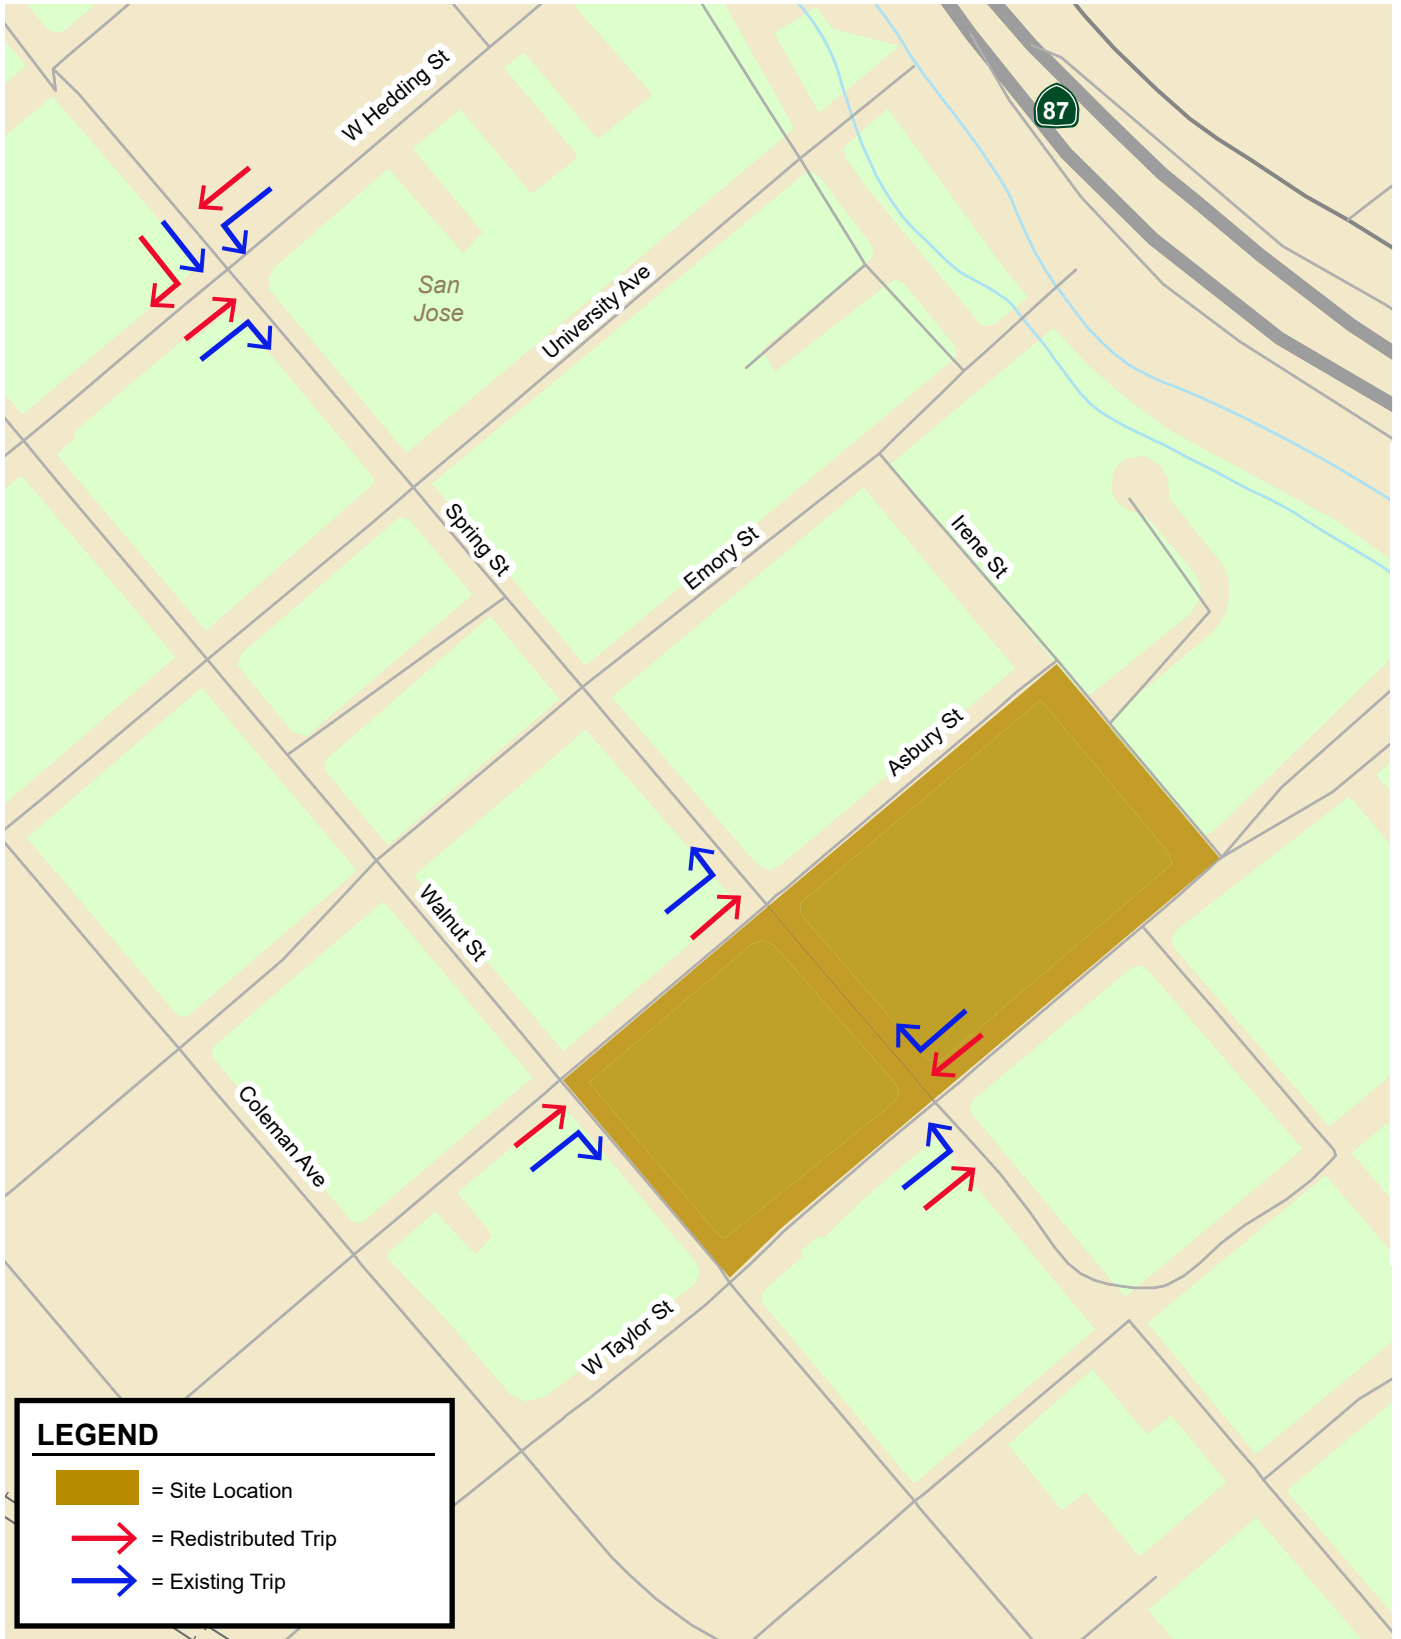 W Hedding St
87
San
Jose
University Ave
Spring St
Emory St
Irene St
Asbury St
Walnut St
Coleman Ave
W Taylor St
LEGEND
= Site Location
= Redistributed Trip
= Existing Trip